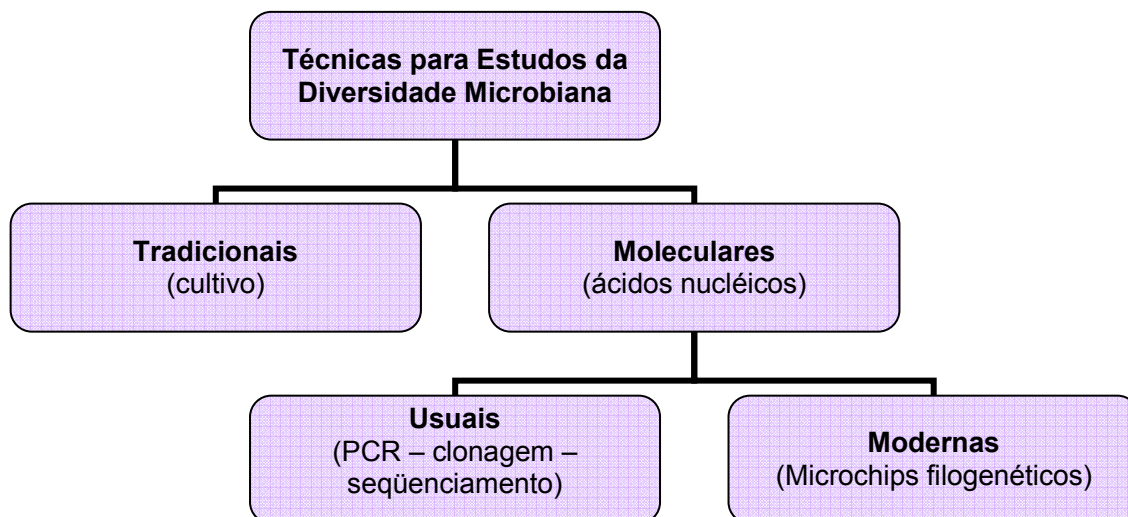 Técnicas para Estudos da
Diversidade Microbiana
Tradicionais
(cultivo)
Moleculares
(ácidos nucléicos)
Usuais
(PCR – clonagem –
seqüenciamento)
Modernas
(Microchips filogenéticos)